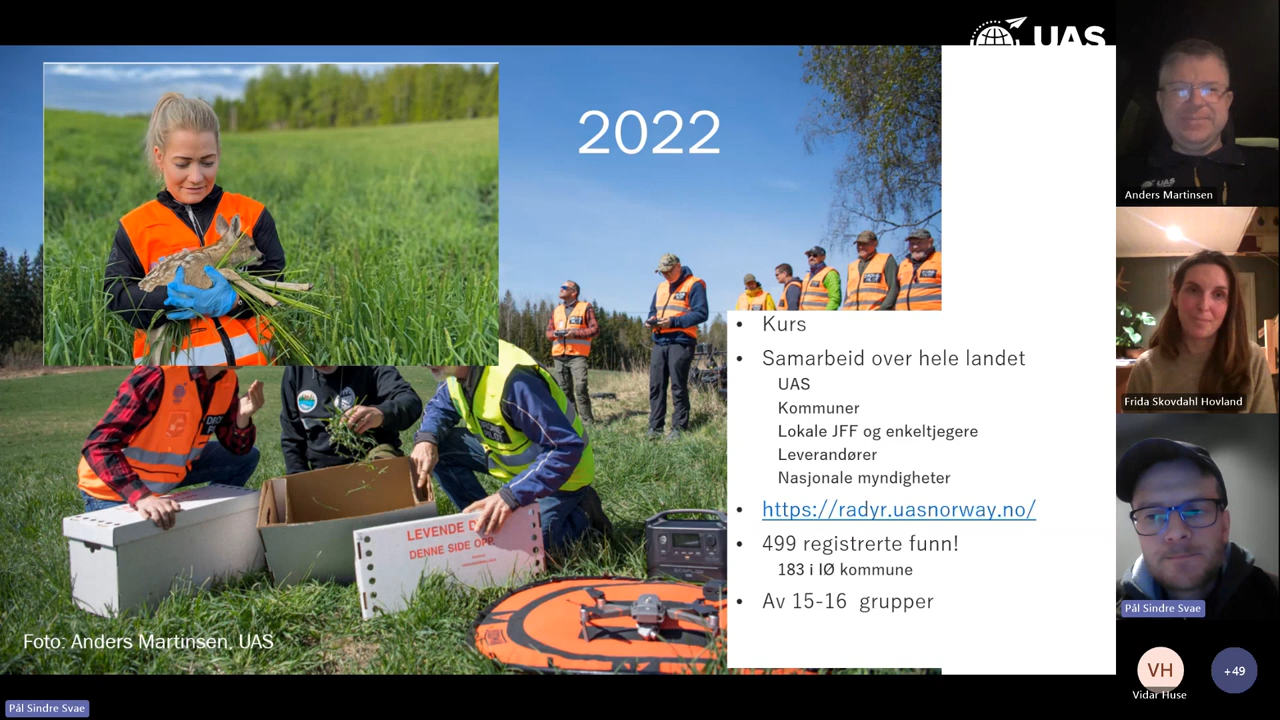 UAS
2022
Kurs
Samarbeid over hele landet
UAS
Kommuner
Lokale JFF og enkeltjegere
Leverandører
Nasjonale myndigheter
https://radyr.uasnorway.no/
499 registrerte funn!
183 i IØ kommune
Av 15-16 grupper
LEVENDE
DENNE SIDE OPP
Foto: Anders Martinsen, UAS
Pål Sindre Svae
UAS
Anders Martinsen
Frida Skovdahl Hovland
Pål Sindre Svae
VH
Vidar Huse
+49